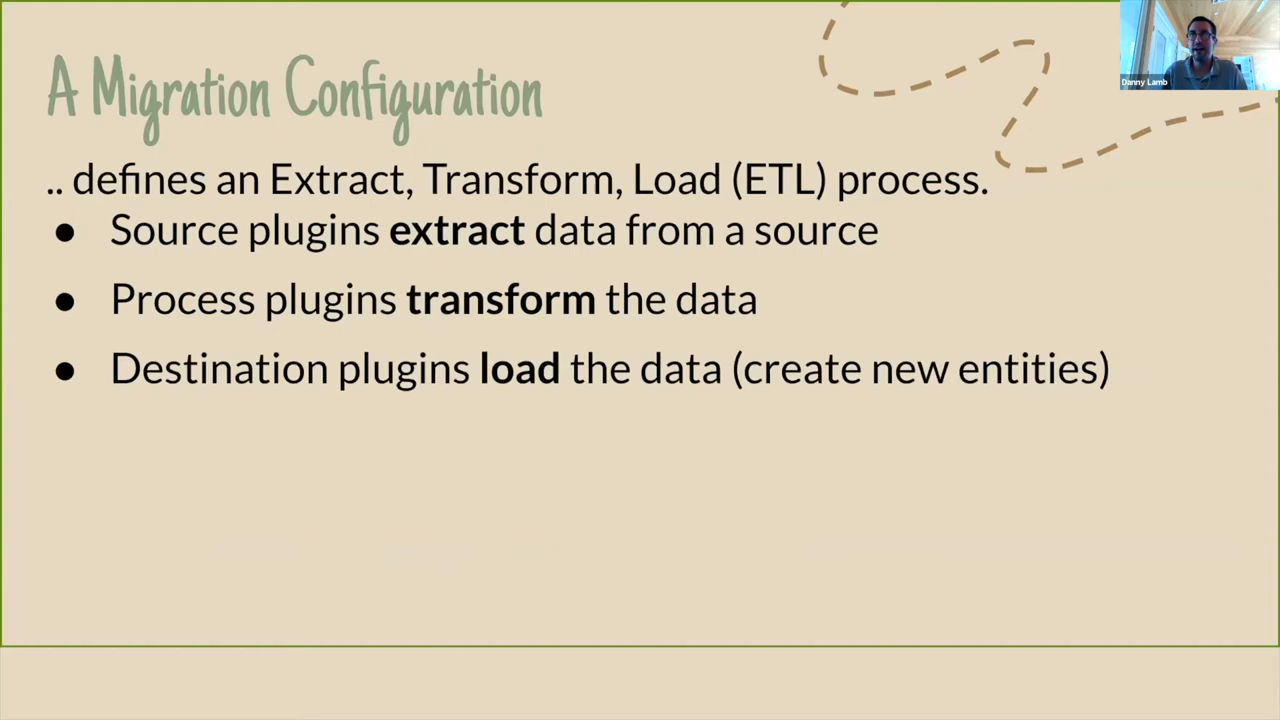 A Migration Configuration
.. defines an Extract, Transform, Load (ETL) process.
● Source plugins extract data from a source
● Process plugins transform the data
● Destination plugins load the data (create new entities)
Danny Lamb